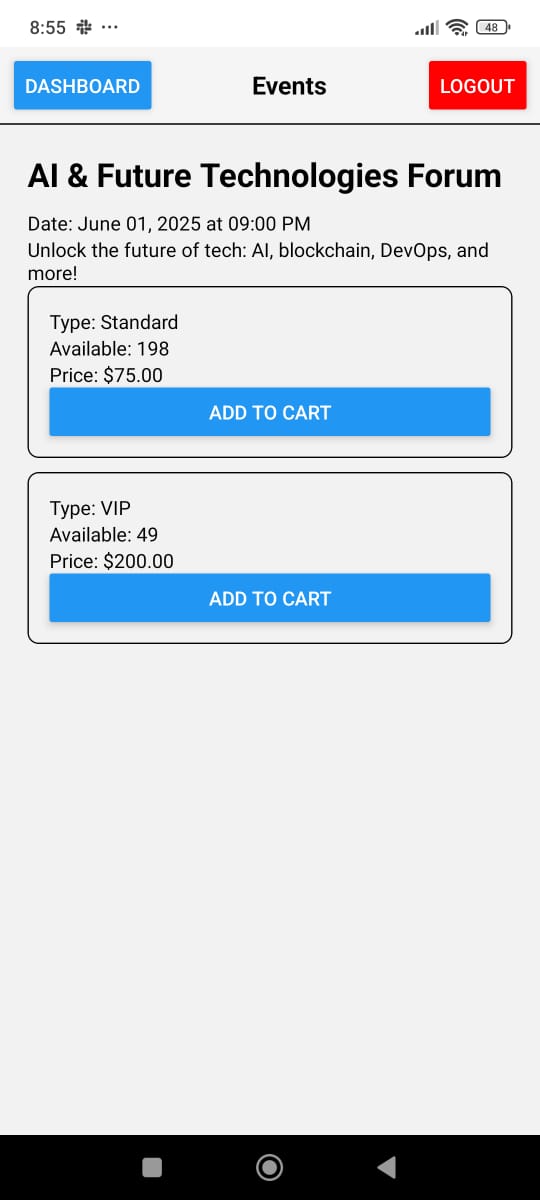 8:55
48
DASHBOARD
Events
LOGOUT
AI & Future Technologies Forum
Date: June 01, 2025 at 09:00 PM
Unlock the future of tech: AI, blockchain, DevOps, and
more!
Type: Standard
Available: 198
Price: $75.00
ADD TO CART
Type: VIP
Available: 49
Price: $200.00
ADD TO CART